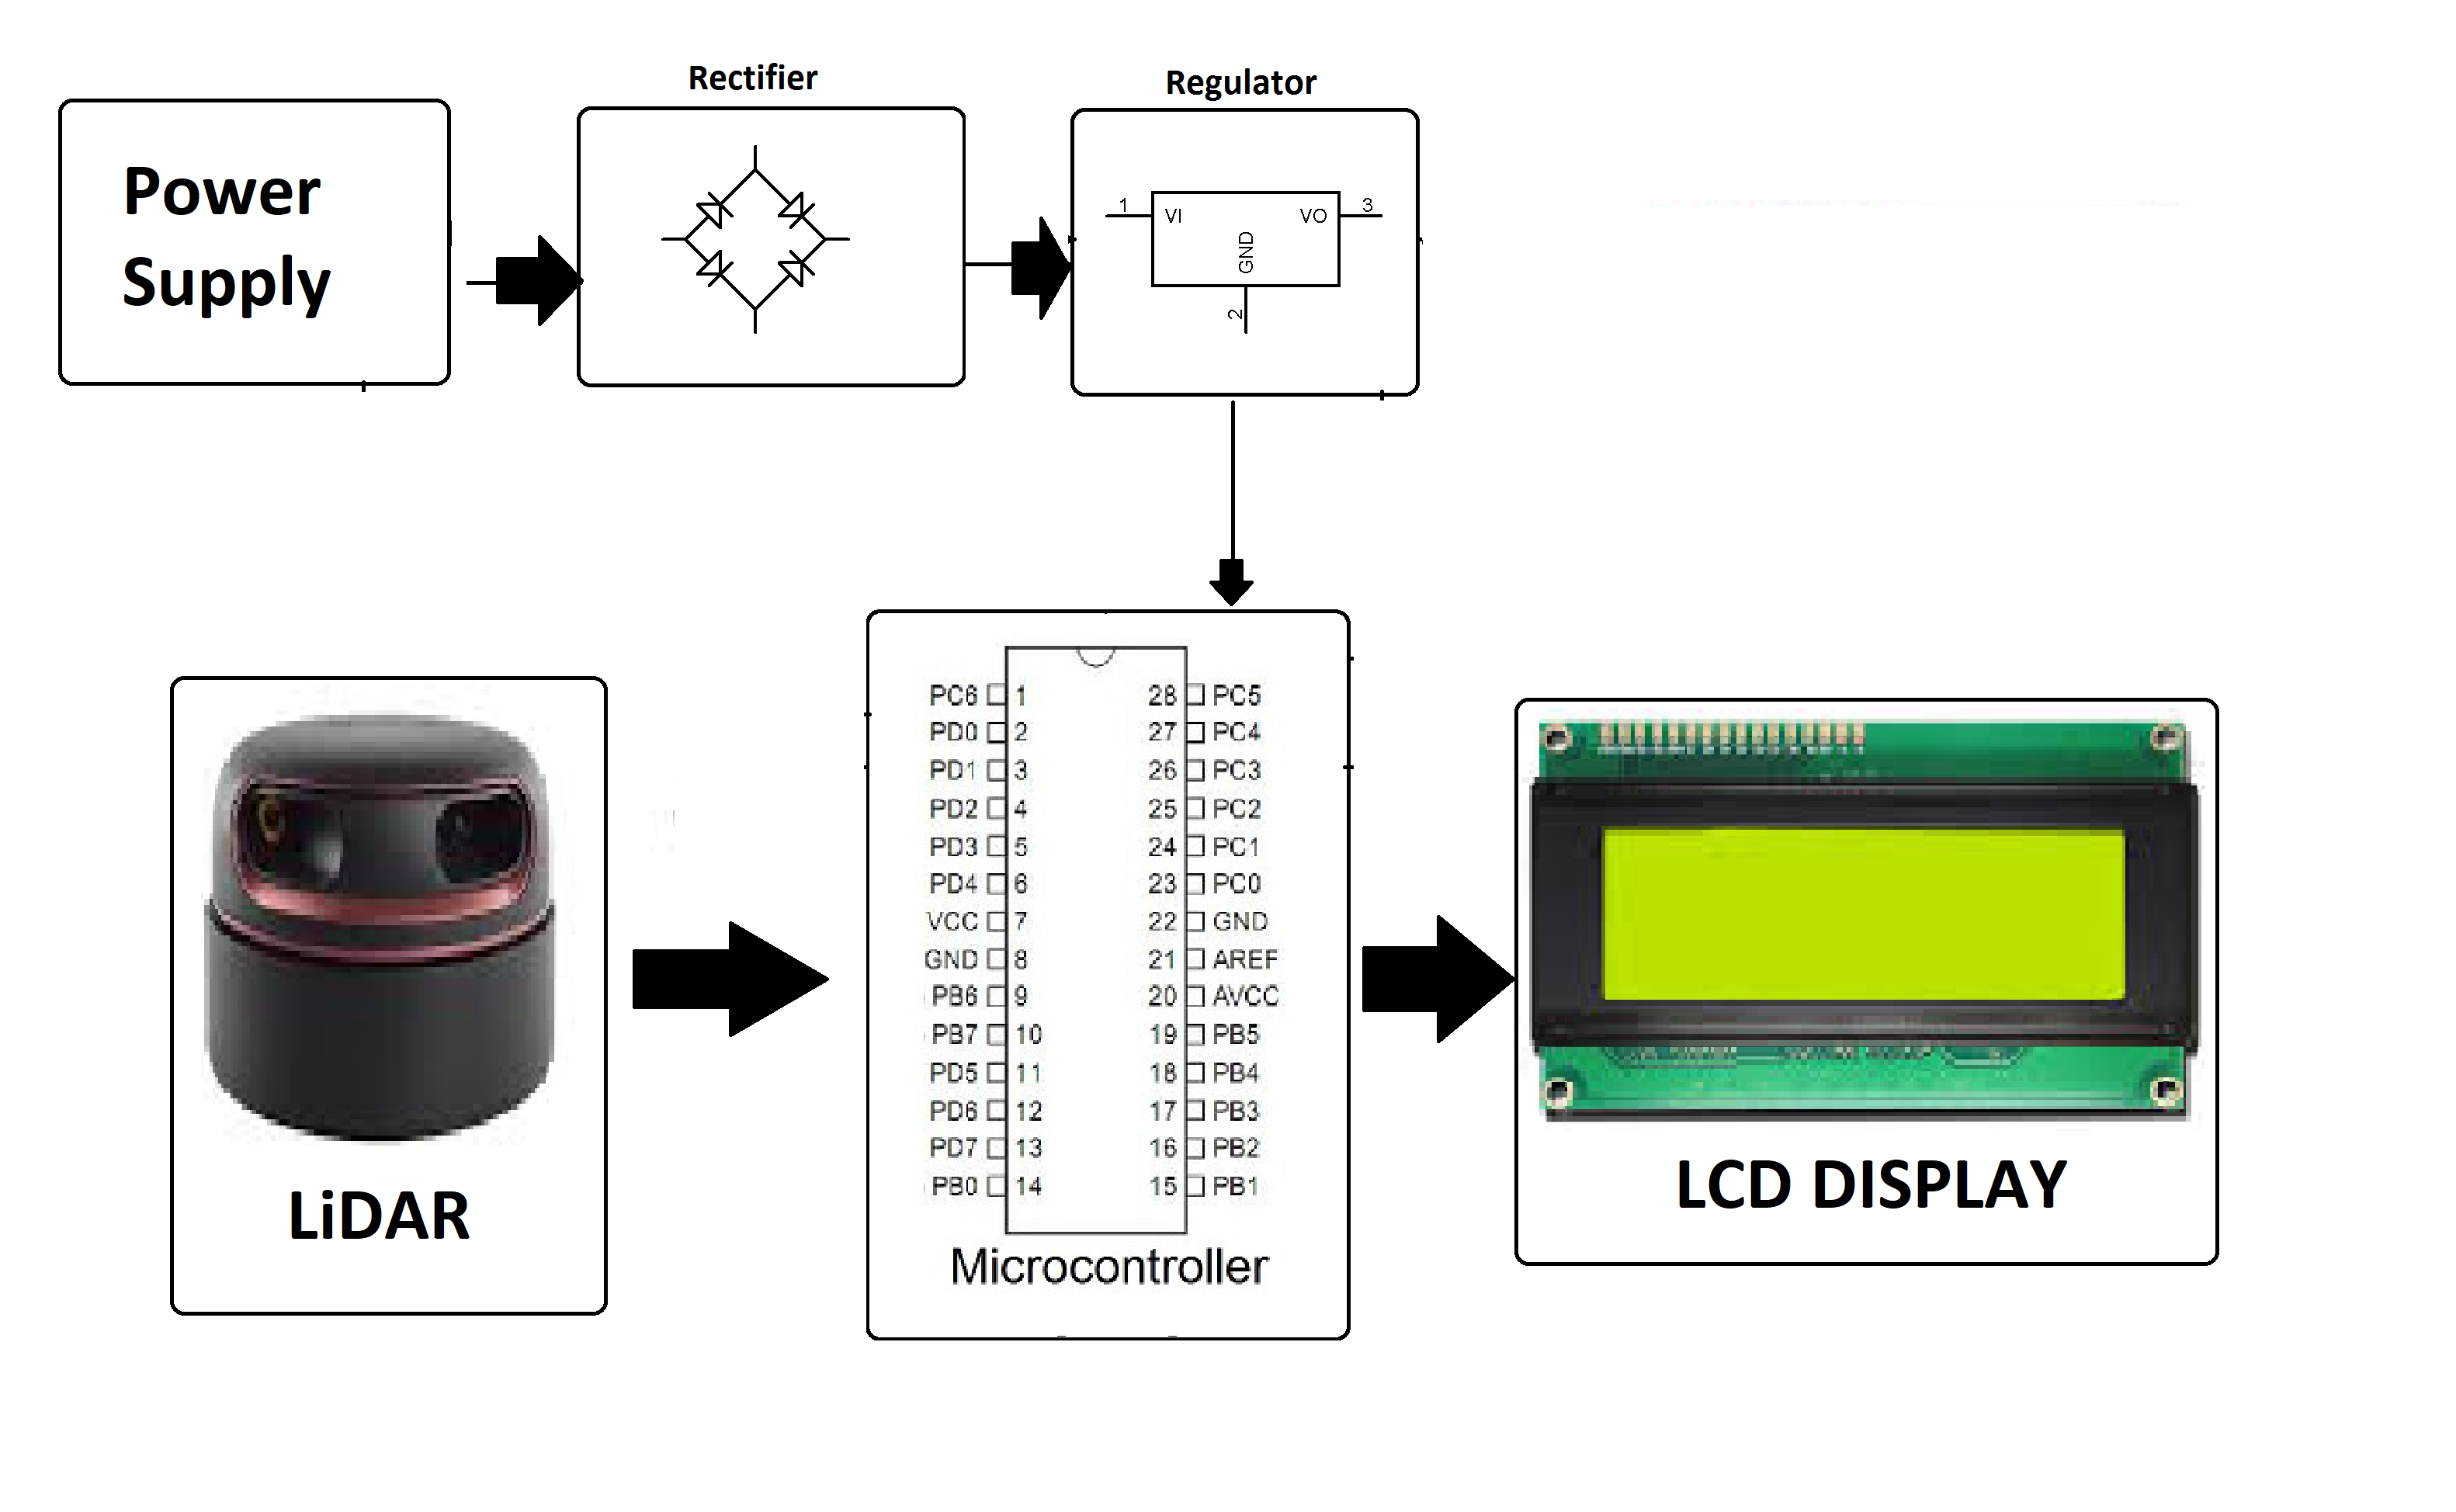 Rectifier
Regulator
Power
Supply
1
VI
VO
3
GND
2
PC6 1 28 PC5
PD0 2 27 PC4
PD1 3 26 PC3
PD2 4 25 PC2
PD3 5 24 PC1
PD4 6 23 PC0
VCC 7 22 GND
GND 8 21 AREF
PB6 9 20 AVCC
PB7 10 19 PB5
PD5 11 18 PB4
PD6 12 17 PB3
PD7 13 16 PB2
PB0 14 15 PB1
Microcontroller
LiDAR
LCD DISPLAY